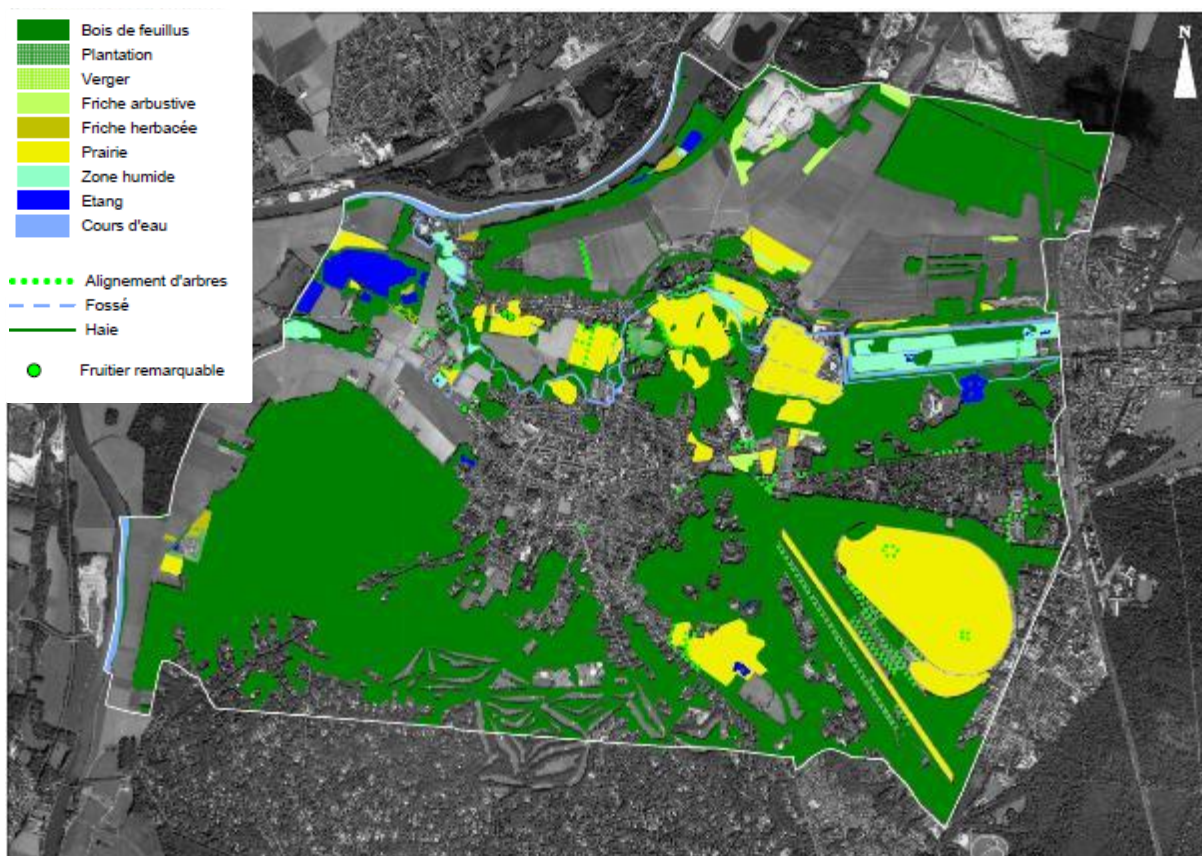 Bois de feuillus
Plantation
Verger
Friche arbustive
Friche herbacée
Prairie
Zone humide
Etang
Cours d'eau
Alignement d'arbres
Fossé
Haie
Fruitier remarquable
N